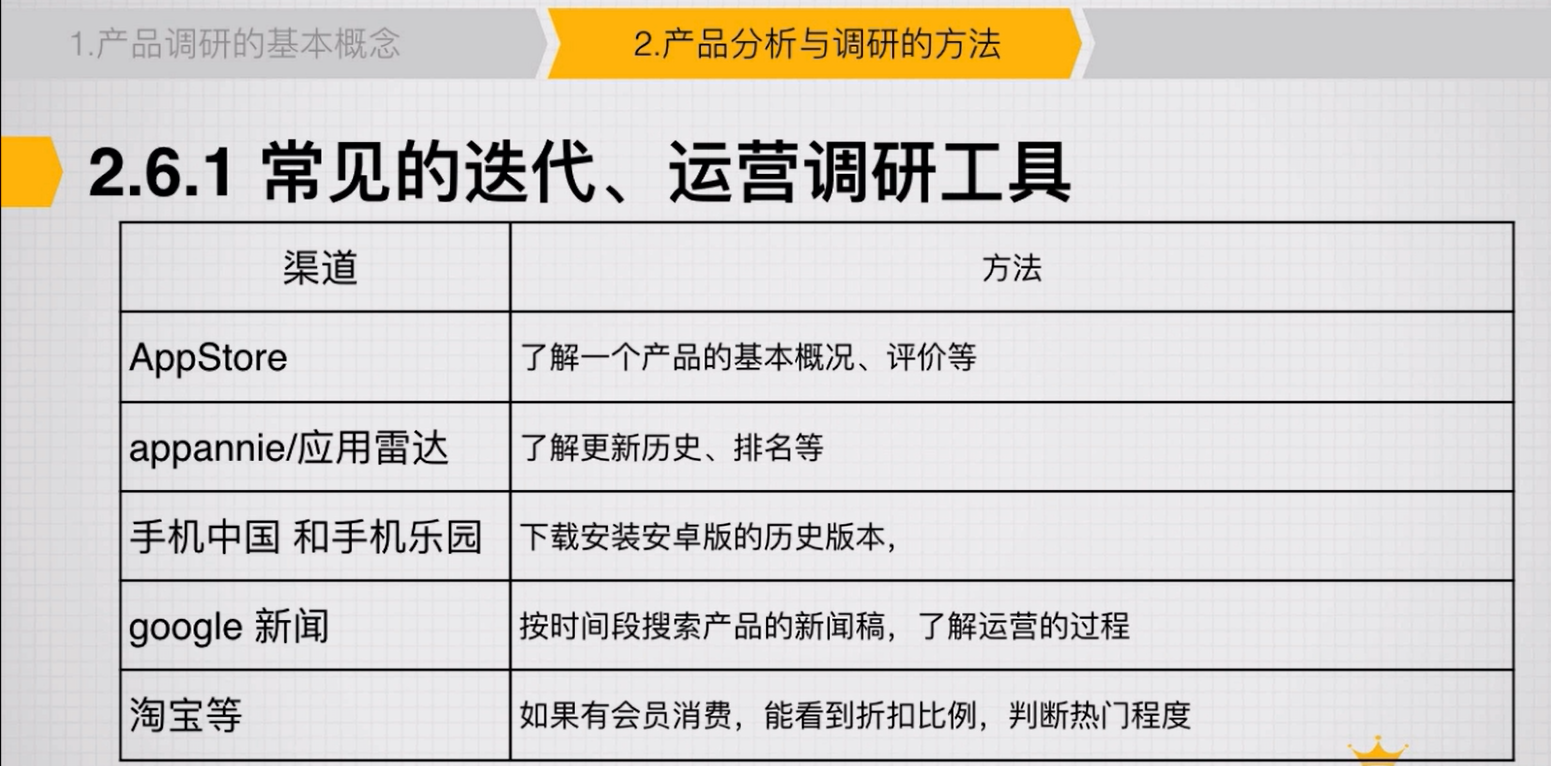 1.产品调研的基本概念
2.产品分析与调研的方法
2.6.1 常见的迭代、运营调研工具
渠道
方法
AppStore
了解一个产品的基本概况、评价等
appannie/应用雷达
了解更新历史、排名等
手机中国 和手机乐园
下载安装安卓版的历史版本,
google 新闻
按时间段搜索产品的新闻稿，了解运营的过程
淘宝等
如果有会员消费，能看到折扣比例，判断热门程度